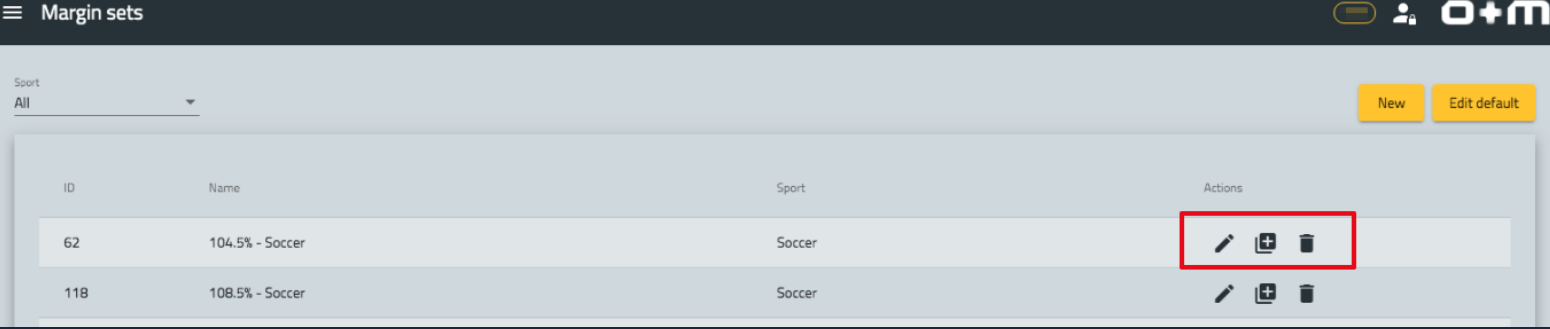 Margin sets
o+m
Sport
All
New
Edit default
ID Name Sport Actions
62 104.5% - Soccer Soccer
118 108.5% - Soccer Soccer